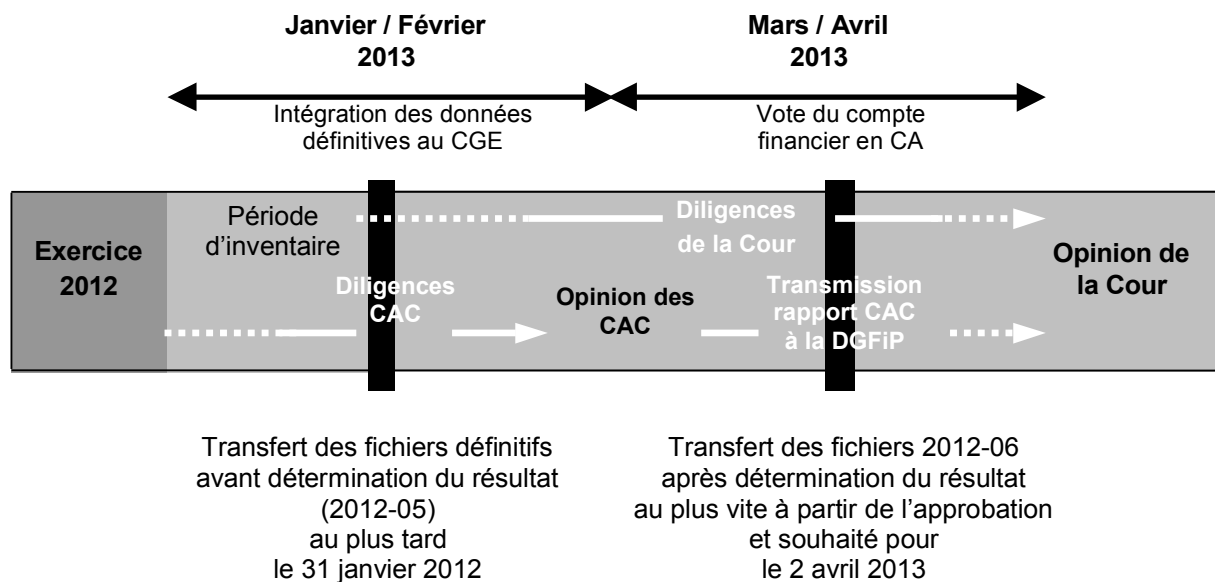 Janvier / Février
2013
Mars / Avril
2013
Intégration des données
définitives au CGE
Vote du compte
financier en CA
Exercice
2012
Période
d'inventaire
Diligences
CAC
Opinion des
CAC
Diligences
de la Cour
Transmission
rapport CAC
à la DGFiP
Opinion de
la Cour
Transfert des fichiers définitifs
avant détermination du résultat
(2012-05)
au plus tard
le 31 janvier 2012
Transfert des fichiers 2012-06
après détermination du résultat
au plus vite à partir de l'approbation
et souhaité pour
le 2 avril 2013